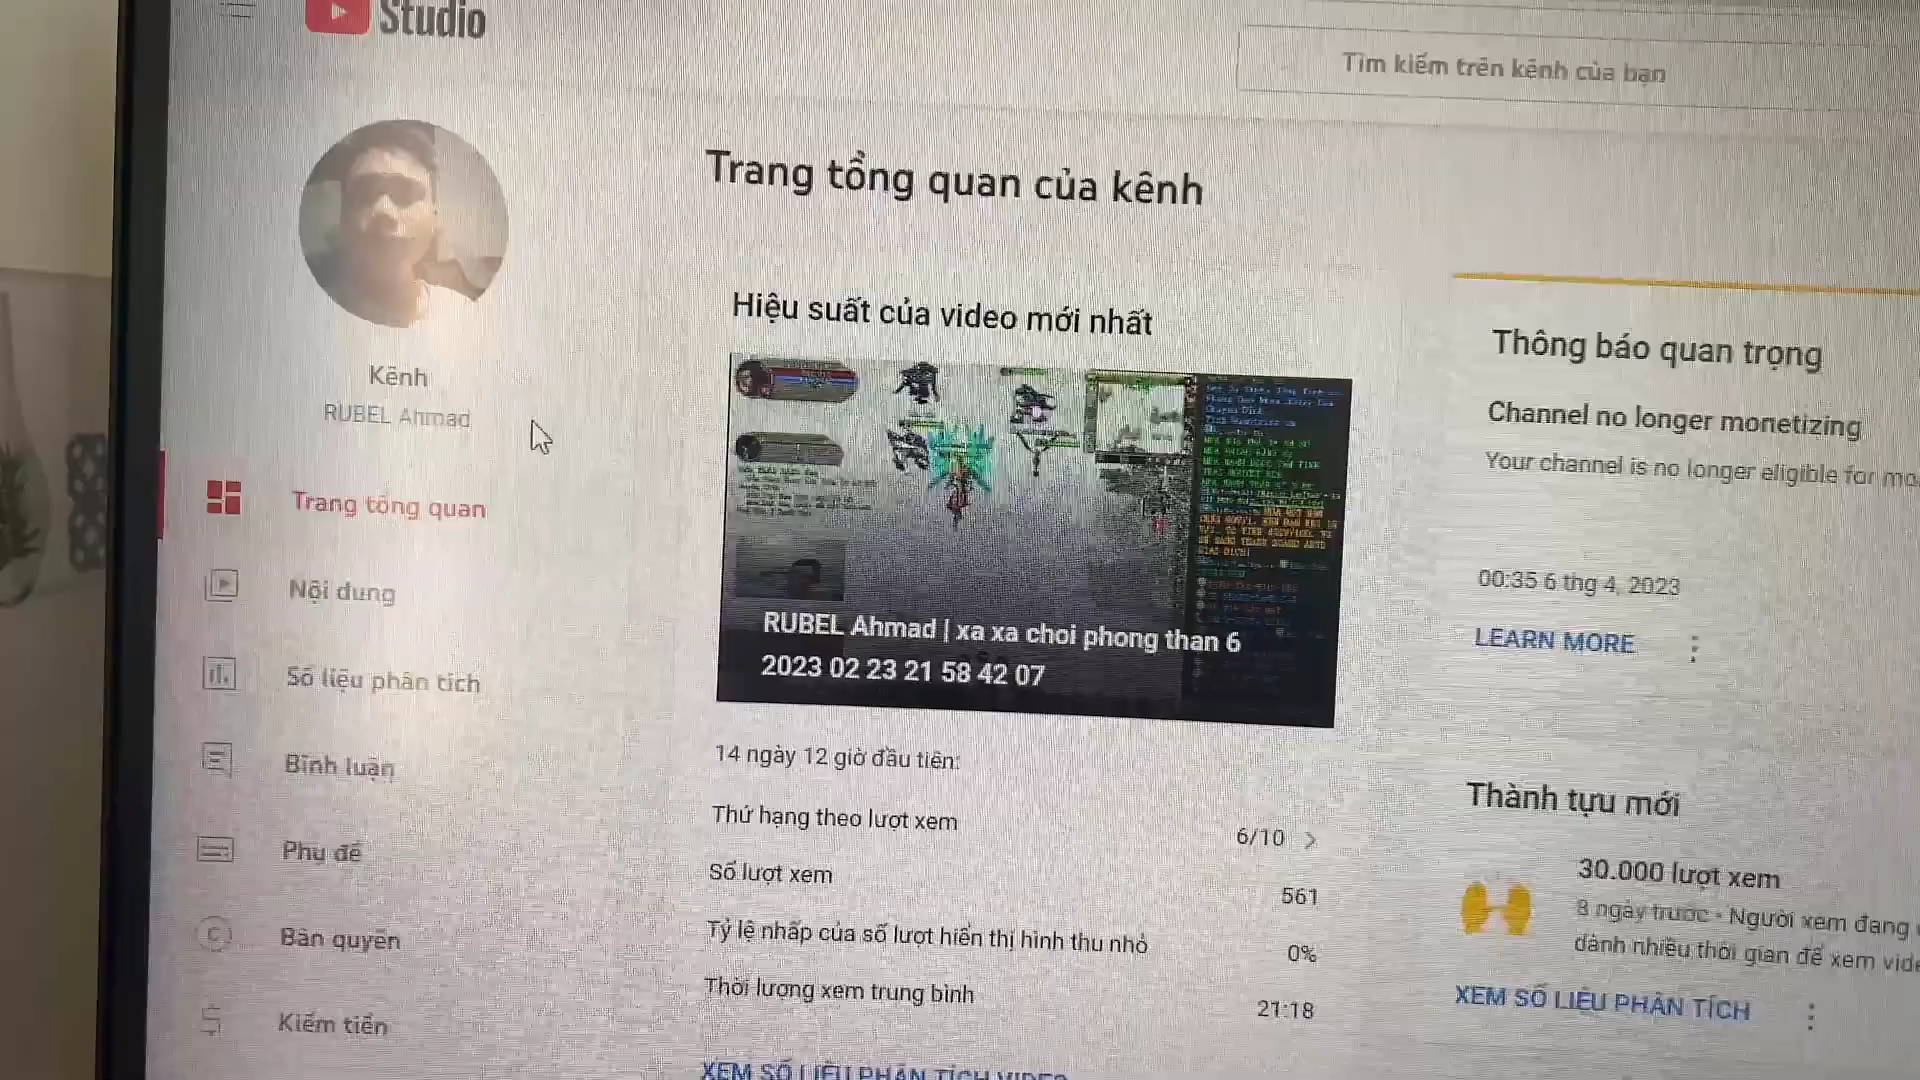 Studio
Tìm kiếm trên kênh của bạn
Trang tổng quan của kênh
Kênh
RUBEL Ahmad
Trang tổng quan
Nội dung
Số liệu phân tích
Bình luận
Phụ đề
Bản quyền
Kiếm tiền
Hiệu suất của video mới nhất
RUBEL Ahmad | xa xa choi phong than 6
2023 02 23 21 58 42 07
14 ngày 12 giờ đầu tiên:
Thứ hạng theo lượt xem 6/10
Số lượt xem 561
Tỷ lệ nhấp của số lượt hiển thị hình thu nhỏ 0%
Thời lượng xem trung bình 21:18
XEM SỐ LIỆU PHÂN TÍCH VIDEO
Thông báo quan trọng
Channel no longer monetizing
Your channel is no longer eligible for
00:35 6 thg 4, 2023
LEARN MORE
Thành tựu mới
30.000 lượt xem
8 ngày trước • Người xem đang
dành nhiều thời gian để xem
XEM SỐ LIỆU PHÂN TÍCH